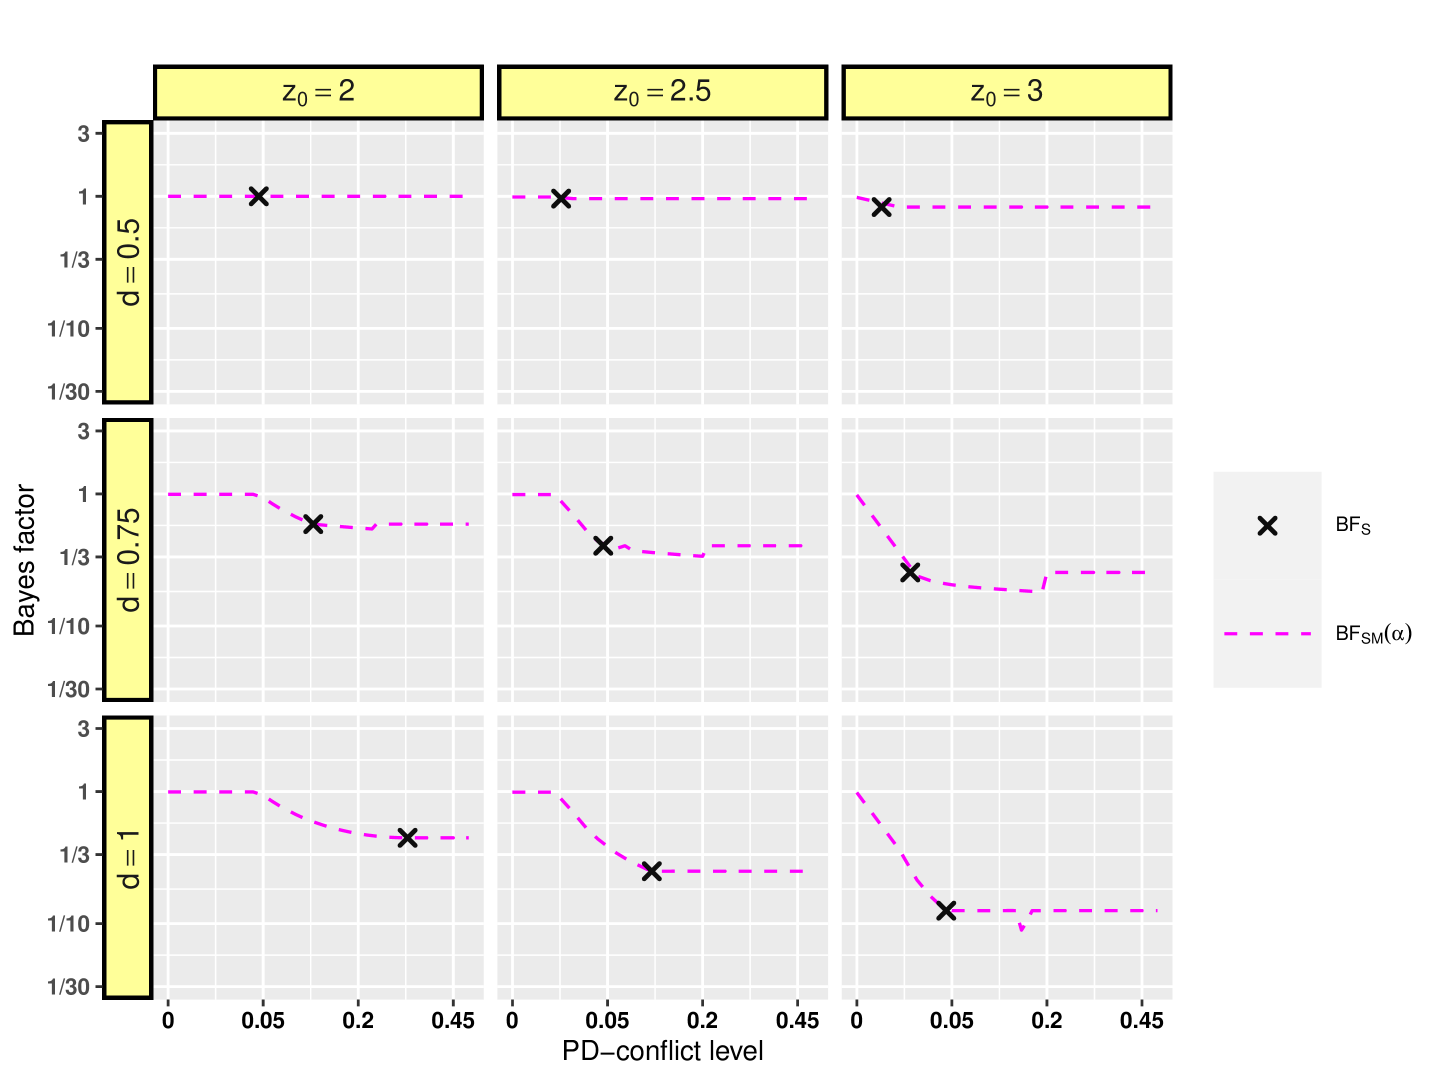 z₀ = 2
z₀ = 2.5
z₀ = 3
d = 0.5
3
1
1/3
1/10
1/30
d = 0.75
3
1
1/3
1/10
1/30
d = 1
3
1
1/3
1/10
1/30
Bayes factor
0 0.05 0.2 0.45
0 0.05 0.2 0.45
0 0.05 0.2 0.45
PD−conflict level
BF_S
BF_SM(α)